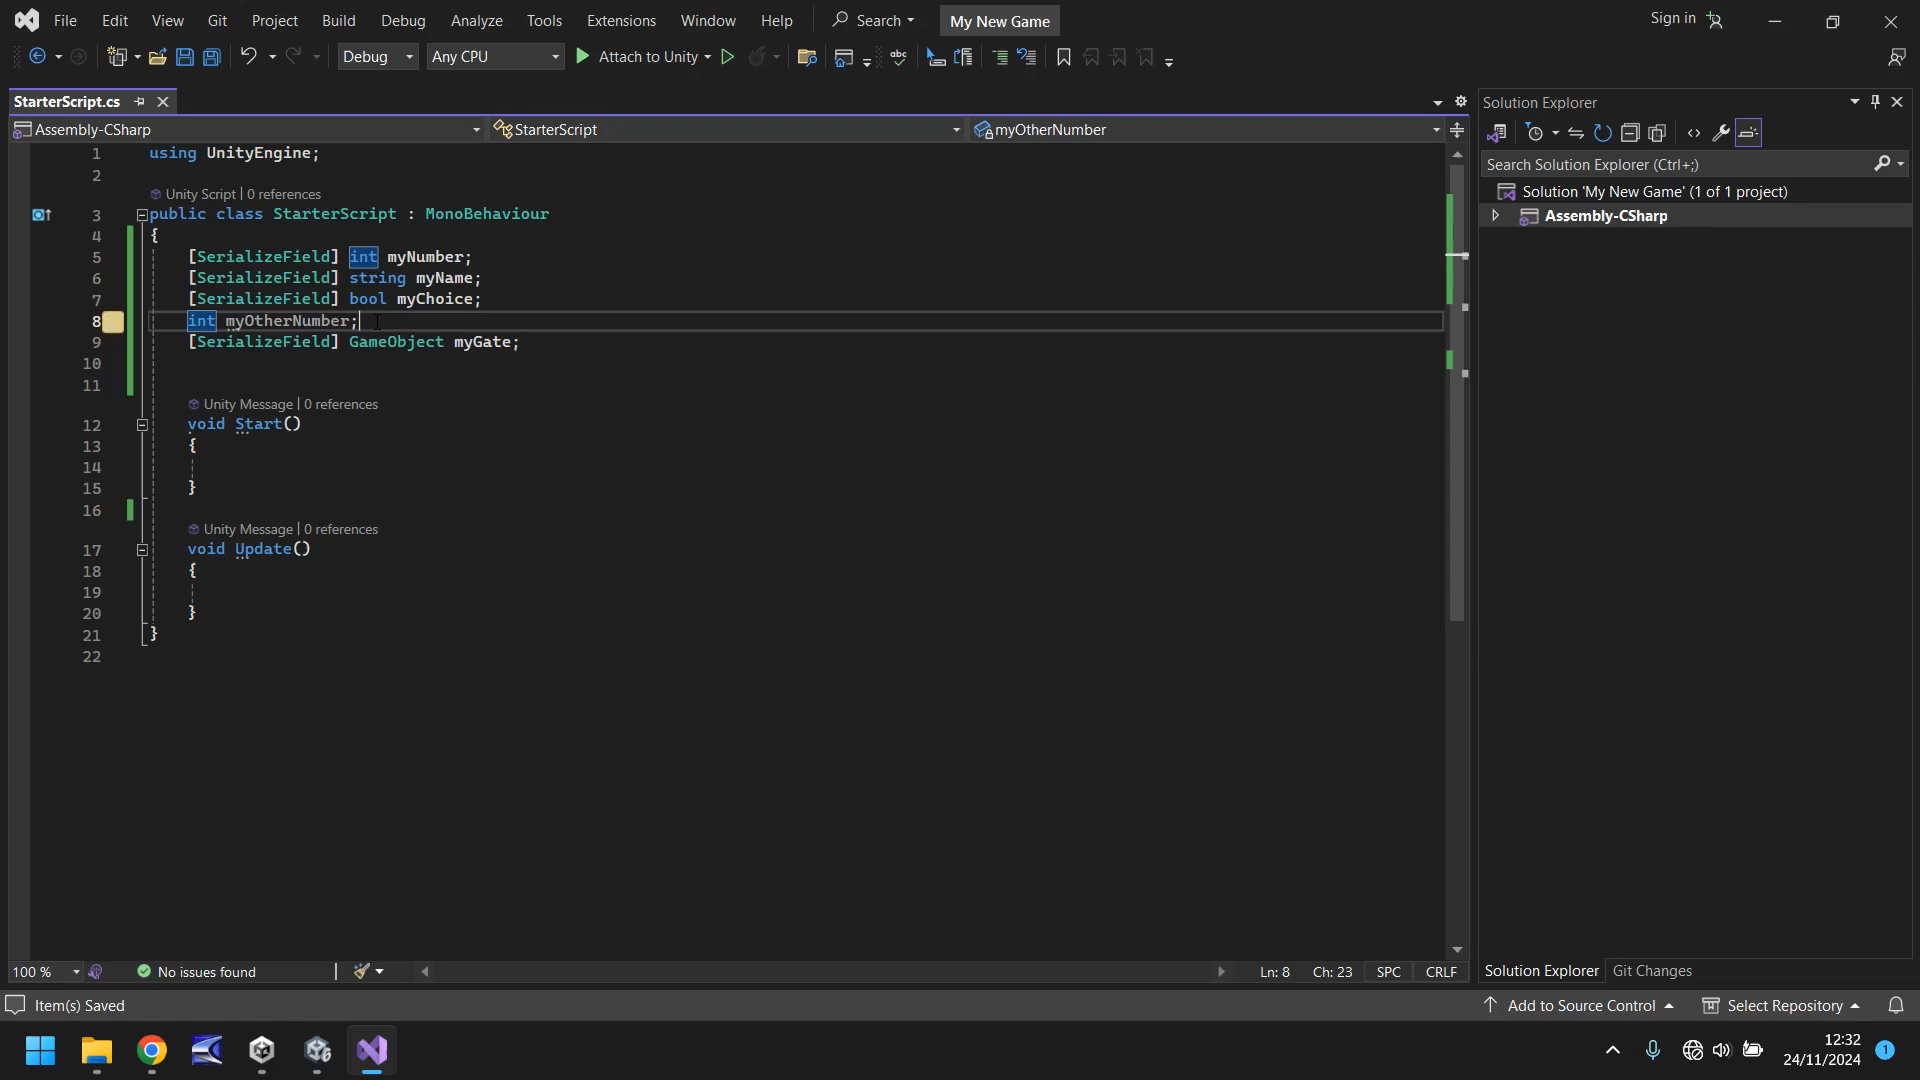 File Edit View Git Project Build Debug Analyze Tools Extensions Window Help Search My New Game Sign in
Debug Any CPU Attach to Unity abc
StarterScript.cs
Assembly-CSharp StarterScript myOtherNumber
1 using UnityEngine;
2
Unity Script | 0 references
3 public class StarterScript : MonoBehaviour
4 {
5 [SerializeField] int myNumber;
6 [SerializeField] string myName;
7 [SerializeField] bool myChoice;
8 int myOtherNumber;
9 [SerializeField] GameObject myGate;
10
11
Unity Message | 0 references
12 void Start()
13 {
14
15 }
16
Unity Message | 0 references
17 void Update()
18 {
19
20 }
21 }
22
100 % No issues found Ln: 8 Ch: 23 SPC CRLF
Solution Explorer
Search Solution Explorer (Ctrl+;)
Solution 'My New Game' (1 of 1 project)
Assembly-CSharp
Solution Explorer Git Changes
Item(s) Saved Add to Source Control Select Repository
12:32
24/11/2024
1